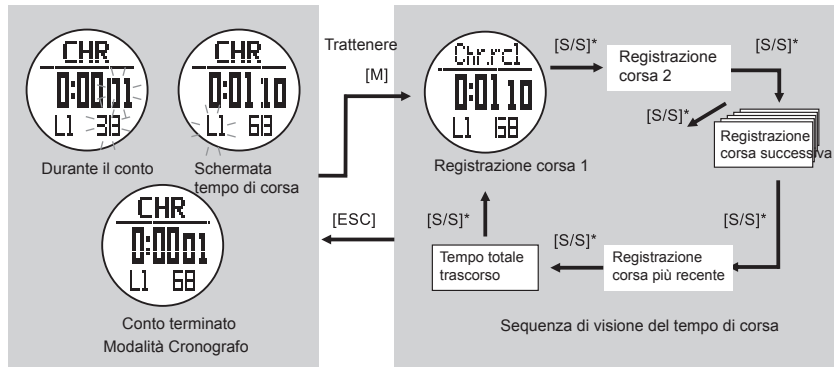 CHR
0:00 01
L1 33
Durante il conto
CHR
0:01 10
L1 68
Schermata
tempo di corsa
CHR
0:00 01
L1 68
Conto terminato
Modalità Cronografo
Trattenere
[M]
[ESC]
Chr.rcl
0:01 10
L1 68
Registrazione corsa 1
[S/S]*
Registrazione
corsa 2
[S/S]*
[S/S]*
Registrazione
corsa successiva
[S/S]*
Registrazione
corsa più recente
[S/S]*
Tempo totale
trascorso
[S/S]*
Sequenza di visione del tempo di corsa